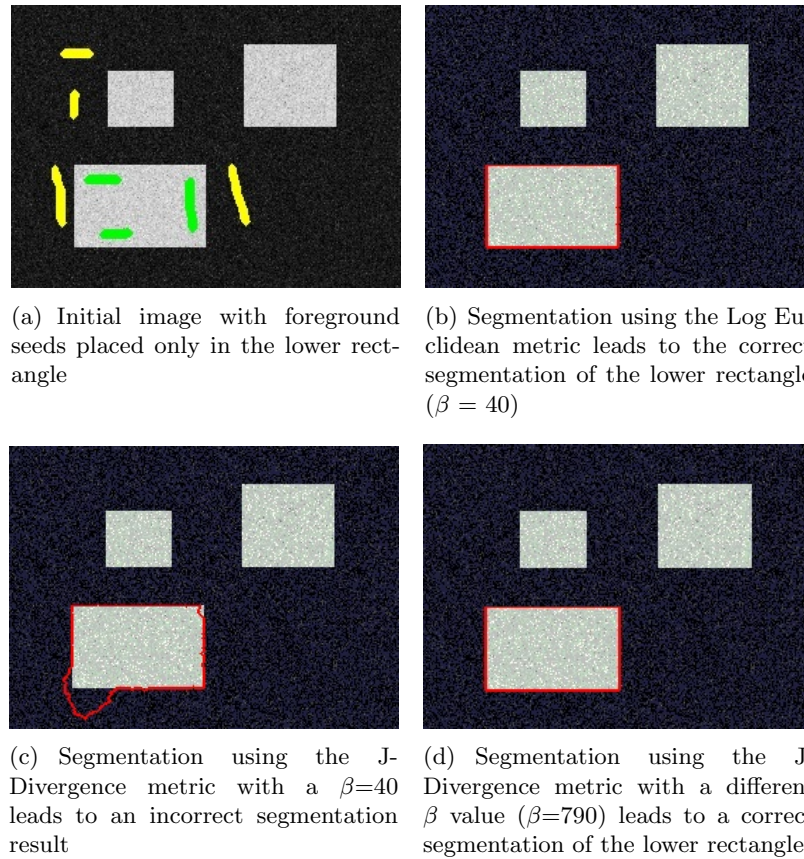 (a) Initial image with foreground
seeds placed only in the lower rect-
angle
(b) Segmentation using the Log Eu
clidean metric leads to the correc
segmentation of the lower rectangl
(β = 40)
(c) Segmentation using the J-
Divergence metric with a β=40
leads to an incorrect segmentation
result
(d) Segmentation using the J
Divergence metric with a differen
β value (β=790) leads to a correc
segmentation of the lower rectangle